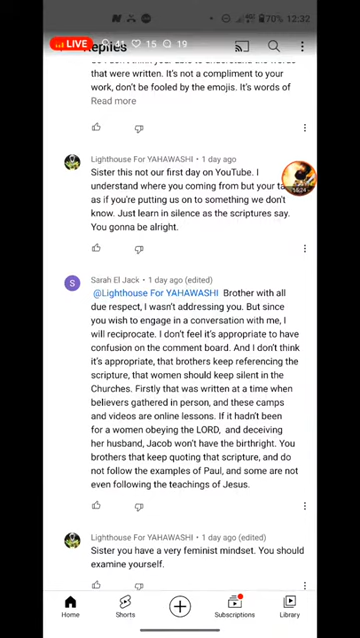 70% 12:32
LIVE 41 15 19
Replies
that were written. It's not a compliment to your
work, don't be fooled by the emojis. It's words of
Read more
Lighthouse For YAHAWASHI • 1 day ago
Sister this not our first day on YouTube. I
understand where you coming from but your ta
as if you're putting us on to something we don't
know. Just learn in silence as the scriptures say.
You gonna be alright.
S
Sarah El Jack • 1 day ago (edited)
@Lighthouse For YAHAWASHI Brother with all
due respect, I wasn't addressing you. But since
you wish to engage in a conversation with me, I
will reciprocate. I don't feel it's appropriate to have
confusion on the comment board. And I don't think
it's appropriate, that brothers keep referencing the
scripture, that women should keep silent in the
Churches. Firstly that was written at a time when
believers gathered in person, and these camps
and videos are online lessons. If it hadn't been
for a women obeying the LORD, and deceiving
her husband, Jacob won't have the birthright. You
brothers that keep quoting that scripture, and do
not follow the examples of Paul, and some are not
even following the teachings of Jesus.
Lighthouse For YAHAWASHI • 1 day ago (edited)
Sister you have a very feminist mindset. You should
examine yourself.
Home Shorts Subscriptions Library